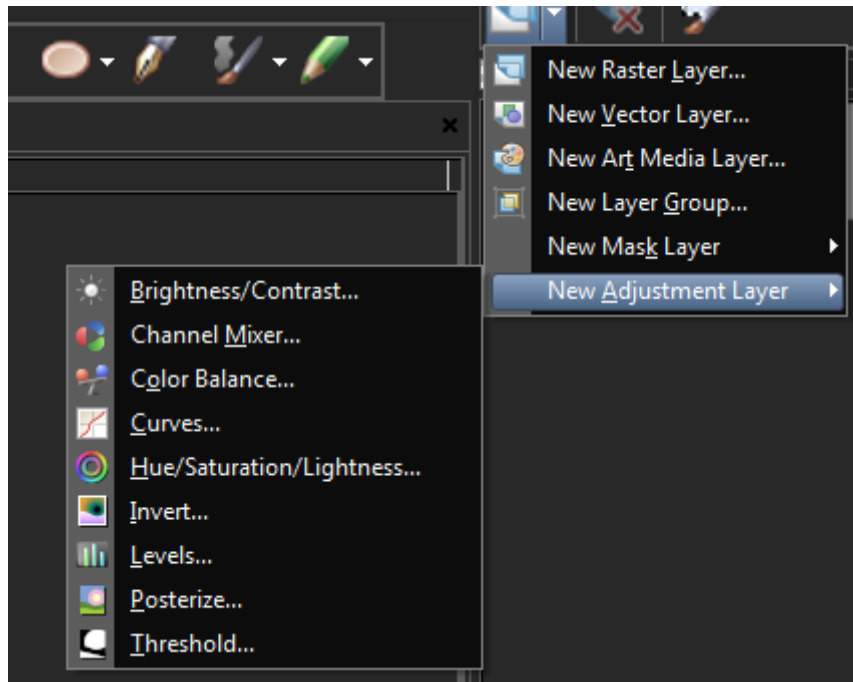 New Raster Layer...
New Vector Layer...
New Art Media Layer...
New Layer Group...
New Mask Layer
New Adjustment Layer
Brightness/Contrast...
Channel Mixer...
Color Balance...
Curves...
Hue/Saturation/Lightness...
Invert...
Levels...
Posterize...
Threshold...